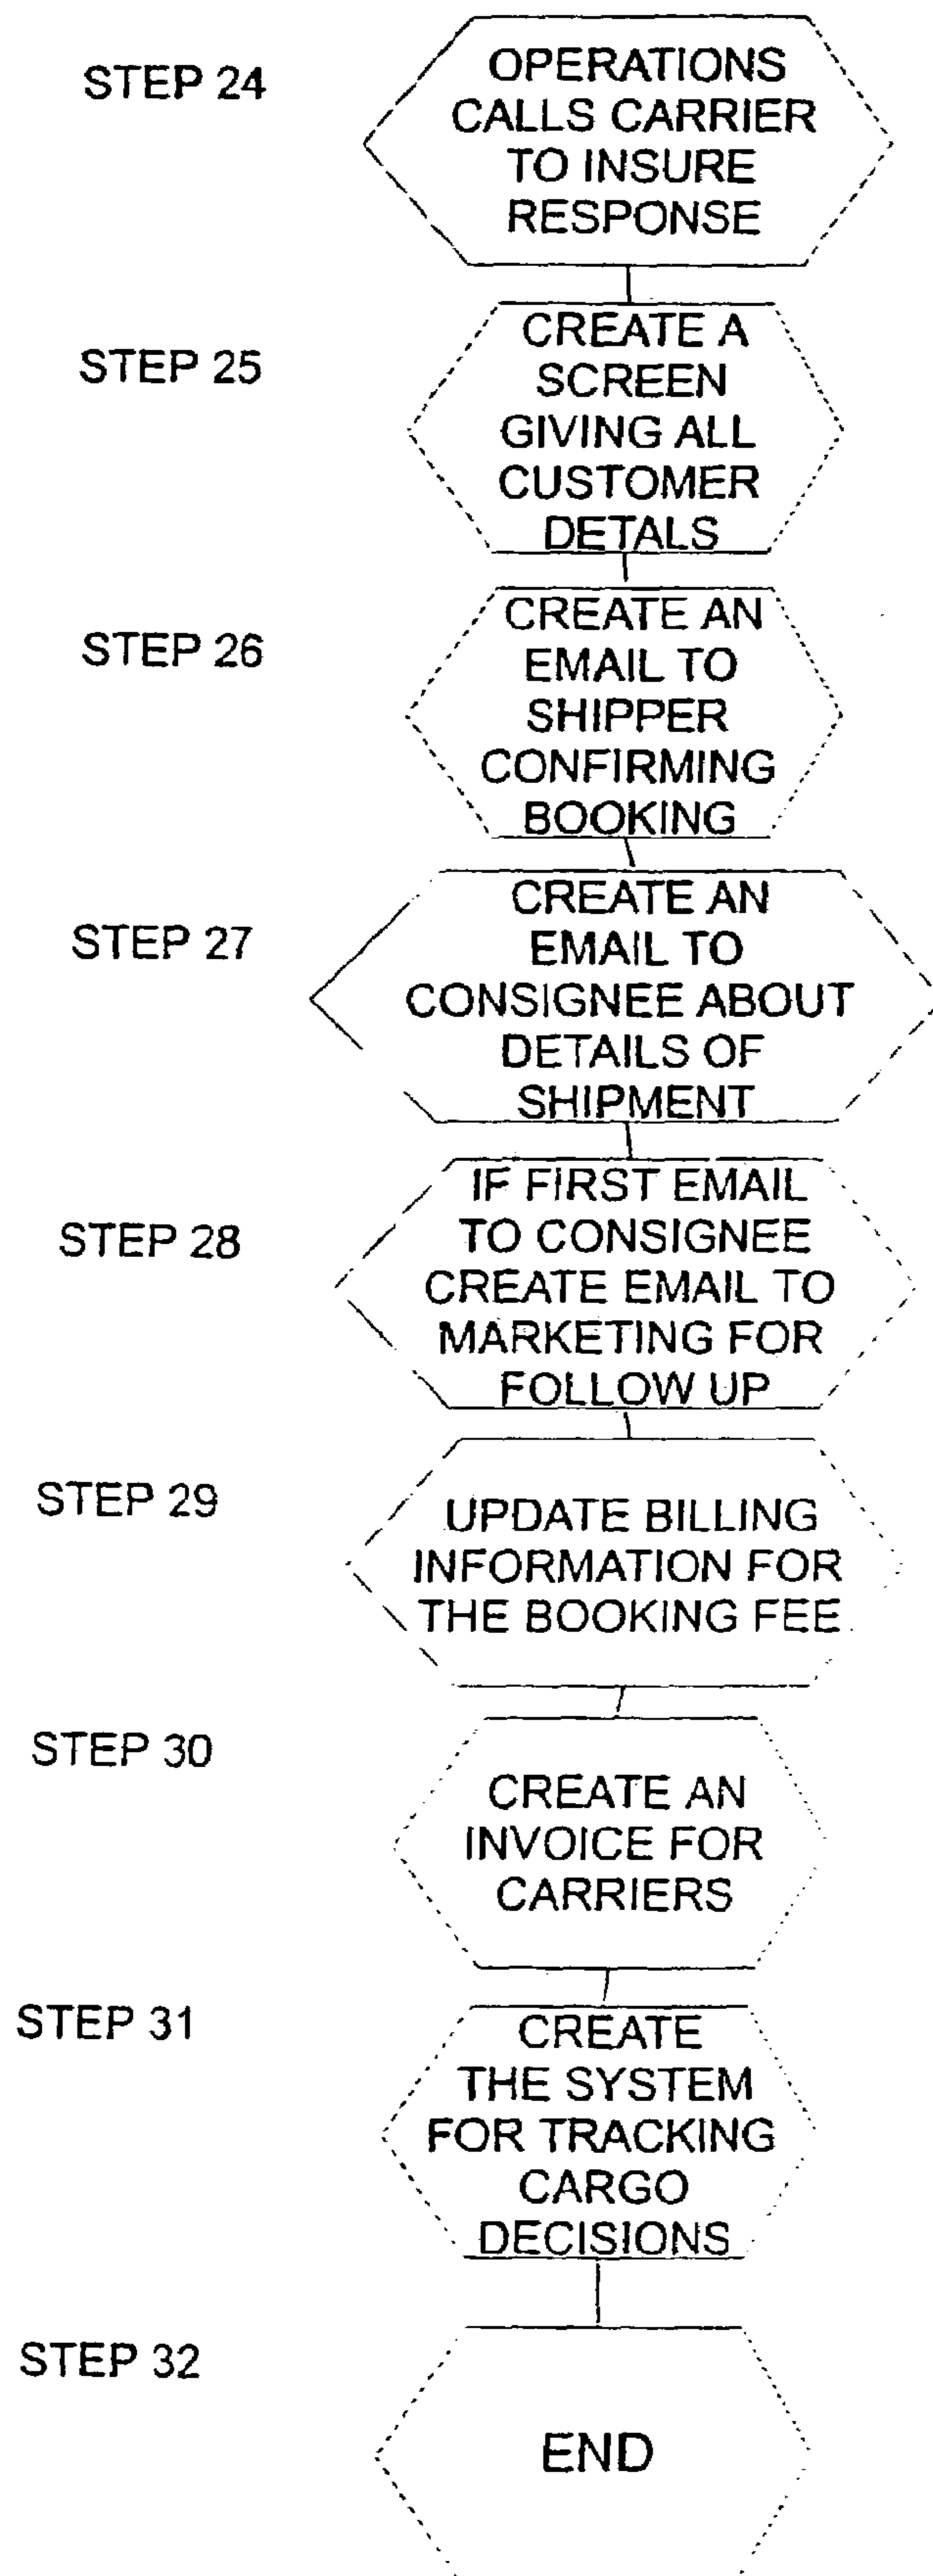 STEP 24
OPERATIONS
CALLS CARRIER
TO INSURE
RESPONSE
STEP 25
CREATE A
SCREEN
GIVING ALL
CUSTOMER
DETALS
STEP 26
CREATE AN
EMAIL TO
SHIPPER
CONFIRMING
BOOKING
STEP 27
CREATE AN
EMAIL TO
CONSIGNEE ABOUT
DETAILS OF
SHIPMENT
STEP 28
IF FIRST EMAIL
TO CONSIGNEE
CREATE EMAIL TO
MARKETING FOR
FOLLOW UP
STEP 29
UPDATE BILLING
INFORMATION FOR
THE BOOKING FEE
STEP 30
CREATE AN
INVOICE FOR
CARRIERS
STEP 31
CREATE
THE SYSTEM
FOR TRACKING
CARGO
DECISIONS
STEP 32
END